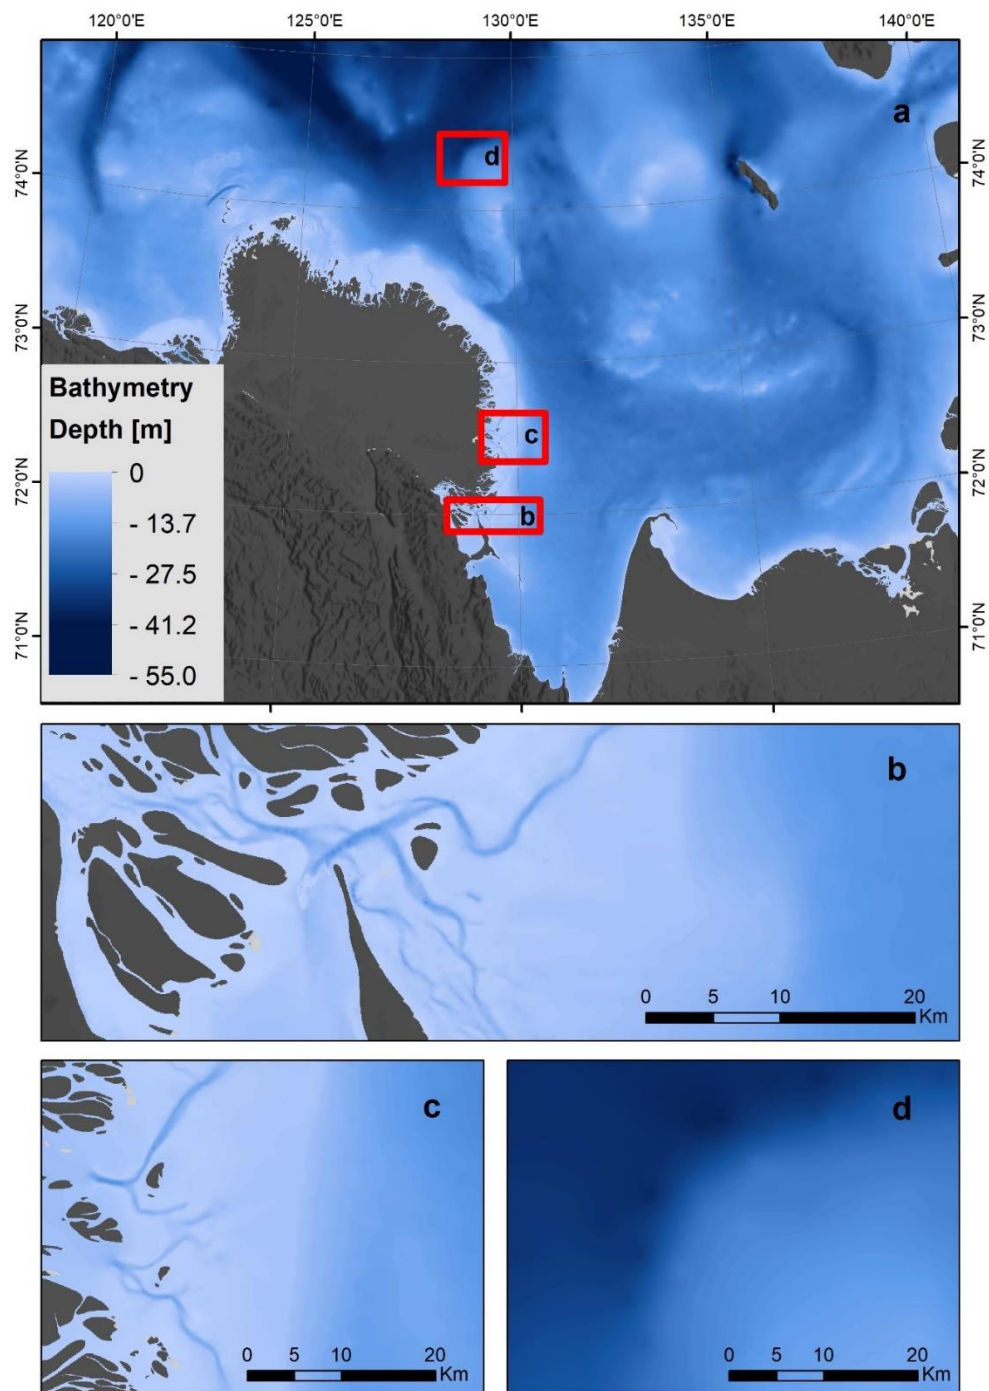 120°0'E 125°0'E 130°0'E 135°0'E 140°0'E
a
d
74°0'N 74°0'N
73°0'N 73°0'N
c
72°0'N 72°0'N
b
71°0'N 71°0'N
Bathymetry
Depth [m]
0
- 13.7
- 27.5
- 41.2
- 55.0
b
0 5 10 20
Km
c
0 5 10 20
Km
d
0 5 10 20
Km